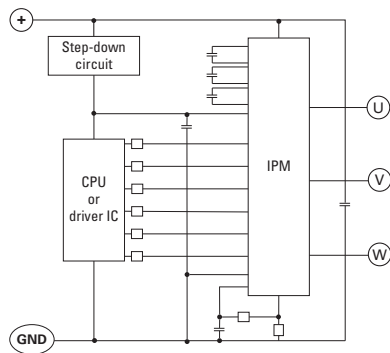 +
Step-down
circuit
CPU
or
driver IC
IPM
U
V
W
GND